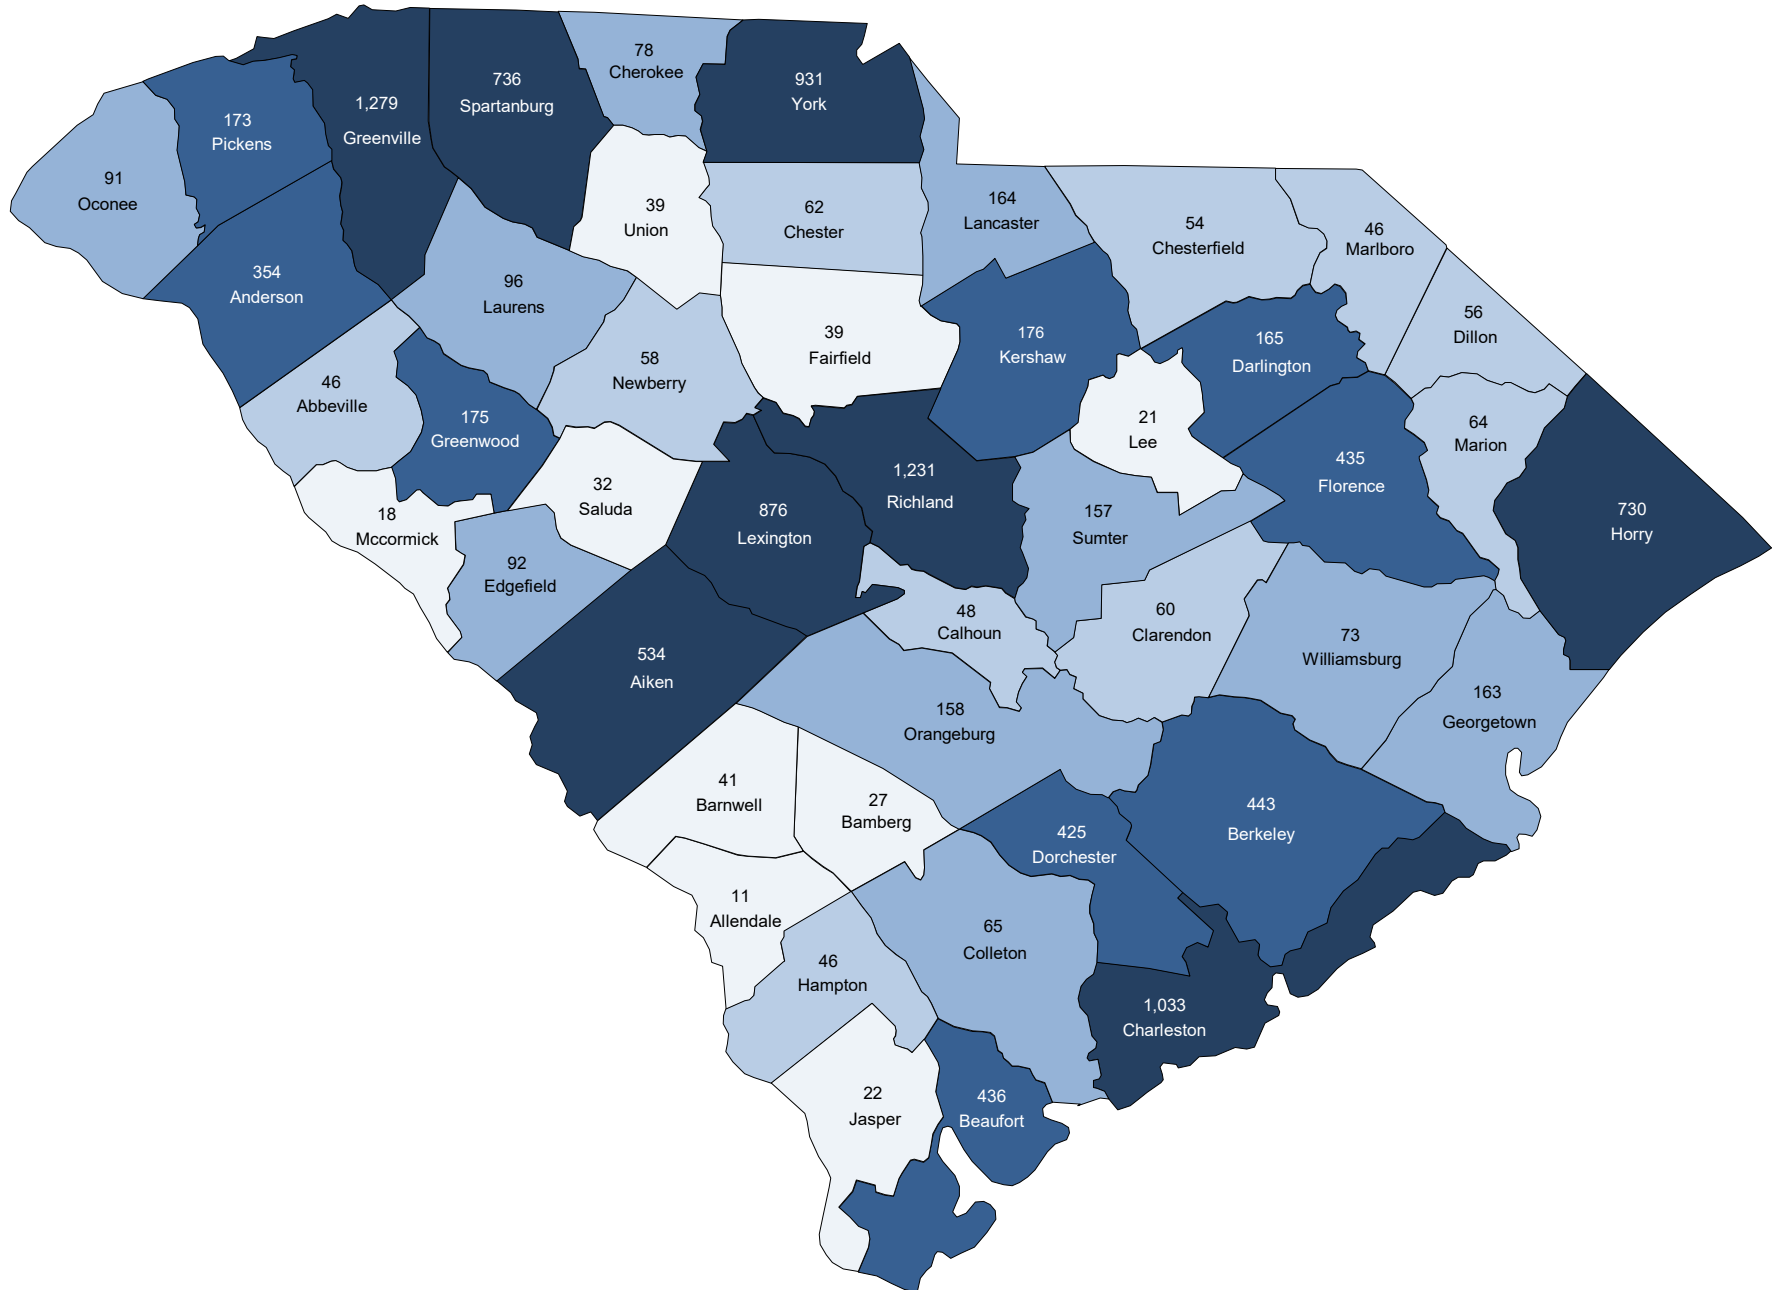 78
Cherokee
736
Spartanburg
931
York
1,279
Greenville
173
Pickens
91
Oconee
39
Union
62
Chester
164
Lancaster
54
Chesterfield
46
Marlboro
354
Anderson
96
Laurens
56
Dillon
39
Fairfield
176
Kershaw
165
Darlington
58
Newberry
46
Abbeville
175
Greenwood
21
Lee
64
Marion
435
Florence
1,231
Richland
32
Saluda
876
Lexington
157
Sumter
730
Horry
18
Mccormick
92
Edgefield
48
Calhoun
60
Clarendon
73
Williamsburg
534
Aiken
163
Georgetown
158
Orangeburg
41
Barnwell
27
Bamberg
443
Berkeley
425
Dorchester
11
Allendale
65
Colleton
46
Hampton
1,033
Charleston
22
Jasper
436
Beaufort